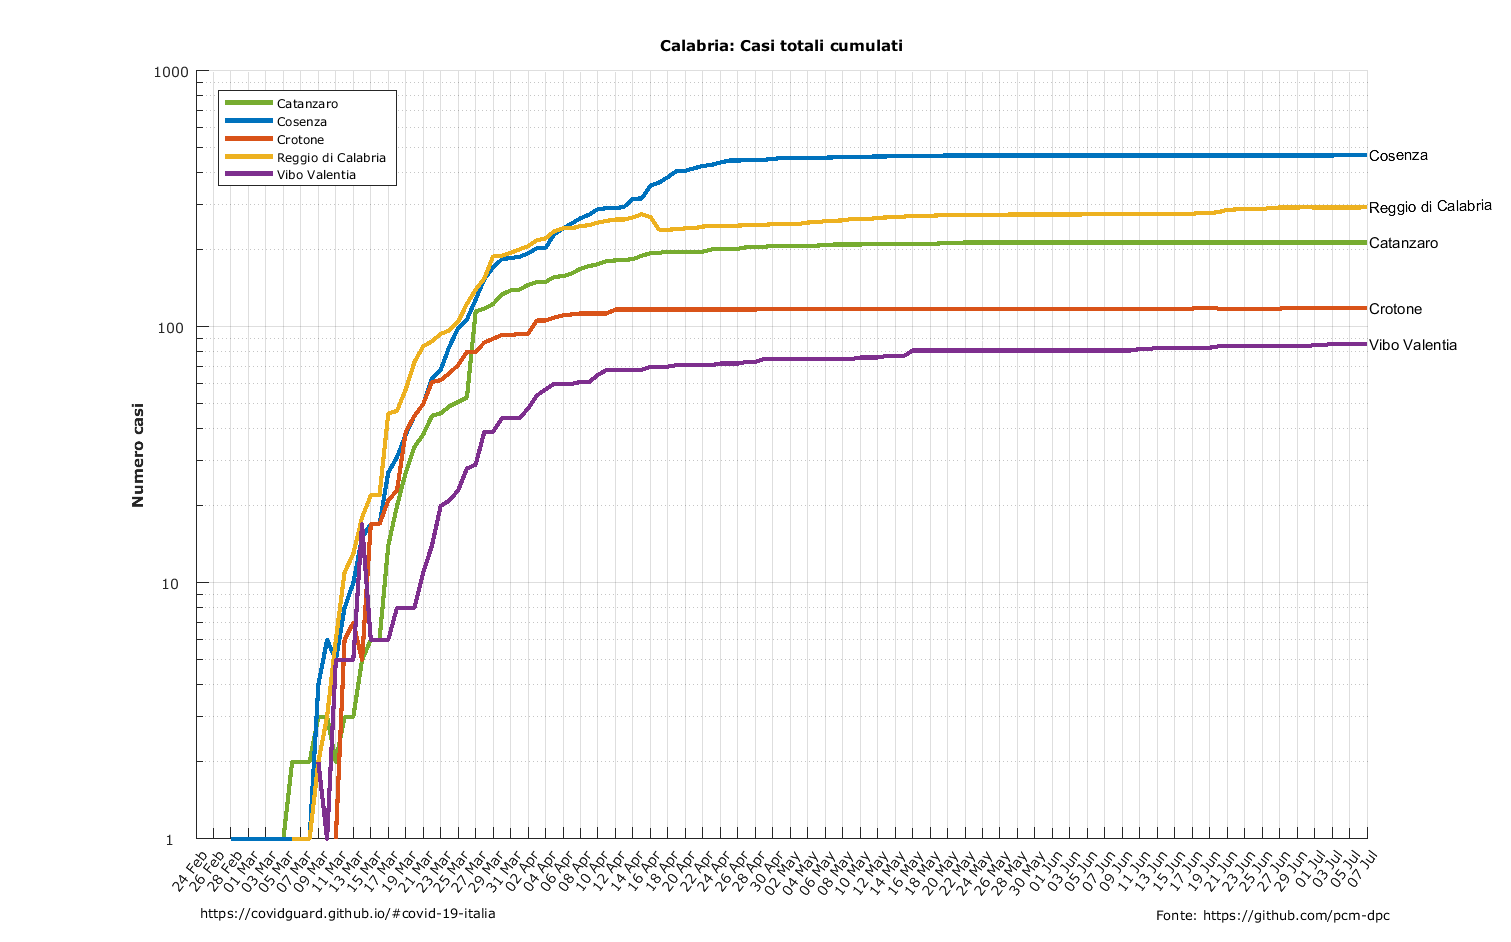 Calabria: Casi totali cumulati
1000
100
10
1
Numero casi
Catanzaro
Cosenza
Crotone
Reggio di Calabria
Vibo Valentia
Cosenza
Reggio di Calabria
Catanzaro
Crotone
Vibo Valentia
24 Feb
26 Feb
28 Feb
01 Mar
03 Mar
05 Mar
07 Mar
09 Mar
11 Mar
13 Mar
15 Mar
17 Mar
19 Mar
21 Mar
23 Mar
25 Mar
27 Mar
29 Mar
31 Mar
02 Apr
04 Apr
06 Apr
08 Apr
10 Apr
12 Apr
14 Apr
16 Apr
18 Apr
20 Apr
22 Apr
24 Apr
26 Apr
28 Apr
30 Apr
02 May
04 May
06 May
08 May
10 May
12 May
14 May
16 May
18 May
20 May
22 May
24 May
26 May
28 May
30 May
01 Jun
03 Jun
05 Jun
07 Jun
09 Jun
11 Jun
13 Jun
15 Jun
17 Jun
19 Jun
21 Jun
23 Jun
25 Jun
27 Jun
29 Jun
01 Jul
03 Jul
05 Jul
07 Jul
https://covidguard.github.io/#covid-19-italia
Fonte: https://github.com/pcm-dpc